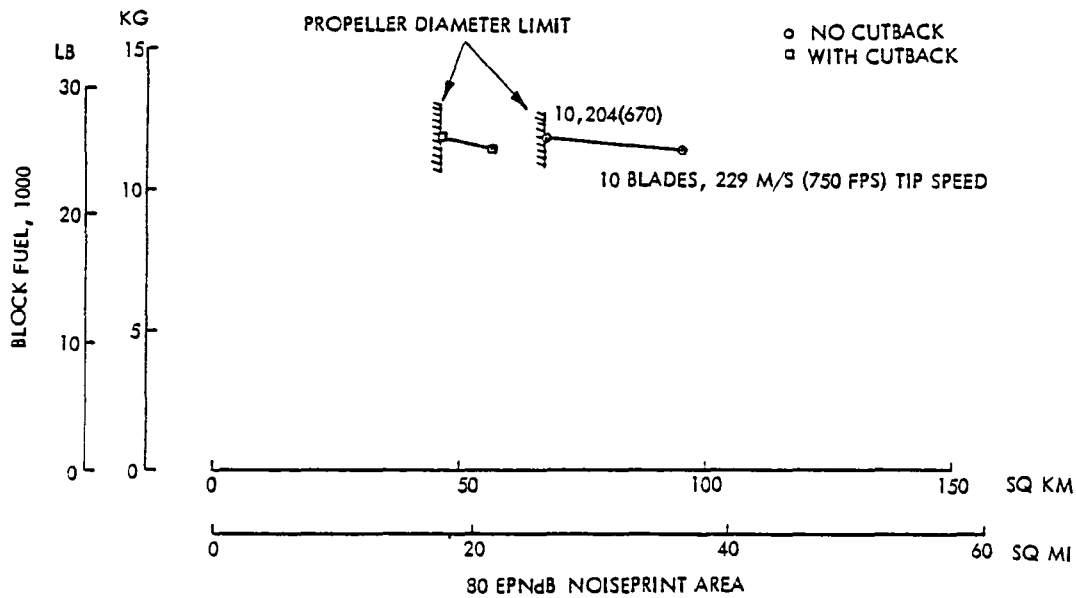 PROPELLER DIAMETER LIMIT
NO CUTBACK
WITH CUTBACK
LB
KG
15
30
10
20
5
10
0
0
BLOCK FUEL, 1000
10,204(670)
10 BLADES, 229 M/S (750 FPS) TIP SPEED
0
50
100
150
SQ KM
0
20
40
60
SQ MI
80 EPNdB NOISEPRINT AREA